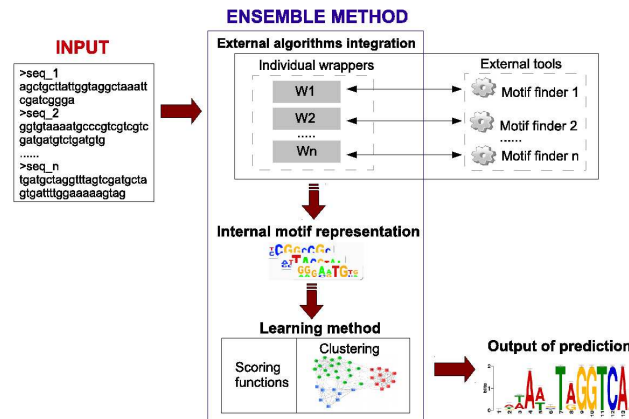 ENSEMBLE METHOD
INPUT
>seq_1
agctgcttattggtaggctaaatt
cgatcggga
>seq_2
ggtgtaaaatgcccgtcgtcgtc
gatgatgtctgatgtg
......
>seq_n
tgatgctaggtttagtcgatgcta
gtgattttggaaaaagtag
External algorithms integration
Individual wrappers
W1
W2
.....
Wn
External tools
Motif finder 1
Motif finder 2
......
Motif finder n
Internal motif representation
Learning method
Scoring
functions
Clustering
Output of prediction